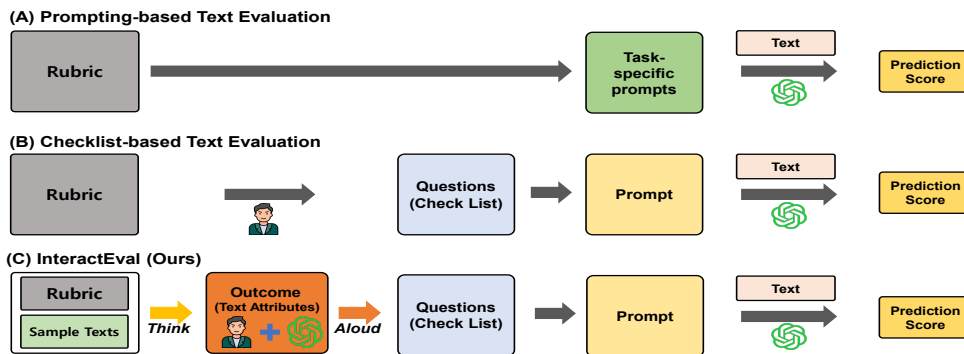 (A) Prompting-based Text Evaluation
Rubric
Task-
specific
prompts
Text
Prediction
Score
(B) Checklist-based Text Evaluation
Rubric
Questions
(Check List)
Prompt
Text
Prediction
Score
(C) InteractEval (Ours)
Rubric
Sample Texts
Think
Outcome
(Text Attributes)
Aloud
Questions
(Check List)
Prompt
Text
Prediction
Score